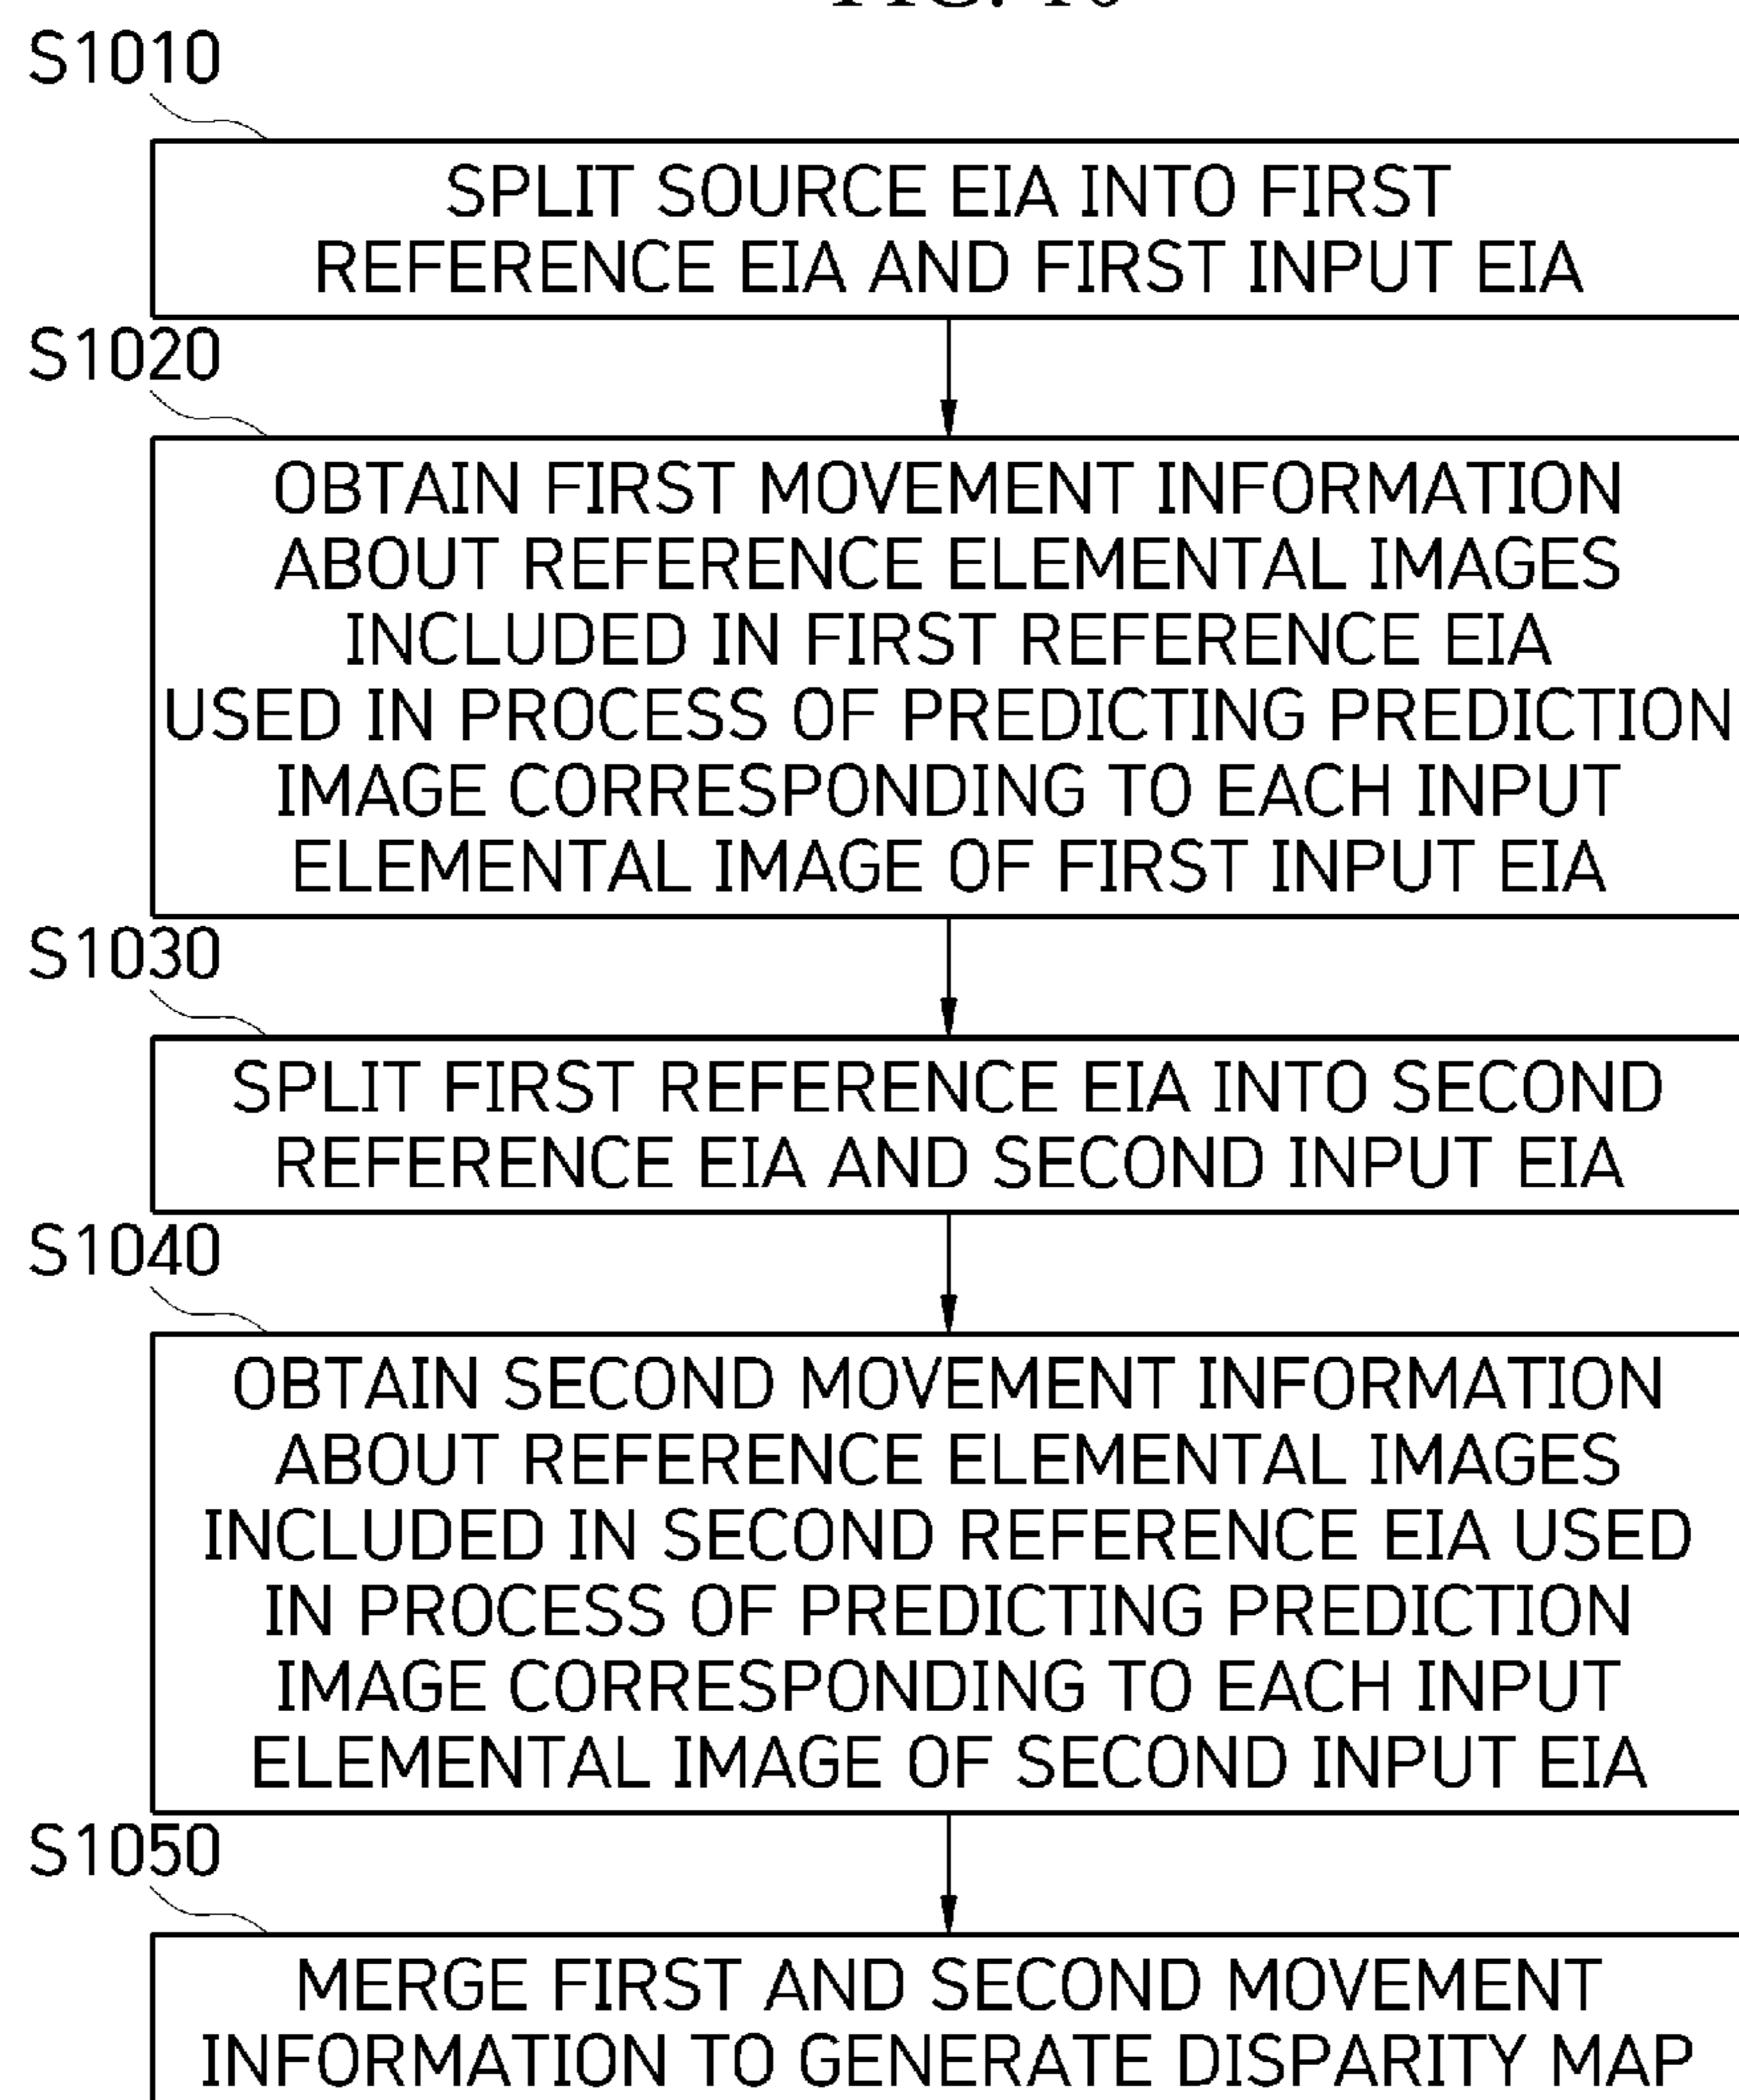 S1010
SPLIT SOURCE EIA INTO FIRST
REFERENCE EIA AND FIRST INPUT EIA
S1020
OBTAIN FIRST MOVEMENT INFORMATION
ABOUT REFERENCE ELEMENTAL IMAGES
INCLUDED IN FIRST REFERENCE EIA
USED IN PROCESS OF PREDICTING PREDICTION
IMAGE CORRESPONDING TO EACH INPUT
ELEMENTAL IMAGE OF FIRST INPUT EIA
S1030
SPLIT FIRST REFERENCE EIA INTO SECOND
REFERENCE EIA AND SECOND INPUT EIA
S1040
OBTAIN SECOND MOVEMENT INFORMATION
ABOUT REFERENCE ELEMENTAL IMAGES
INCLUDED IN SECOND REFERENCE EIA USED
IN PROCESS OF PREDICTING PREDICTION
IMAGE CORRESPONDING TO EACH INPUT
ELEMENTAL IMAGE OF SECOND INPUT EIA
S1050
MERGE FIRST AND SECOND MOVEMENT
INFORMATION TO GENERATE DISPARITY MAP